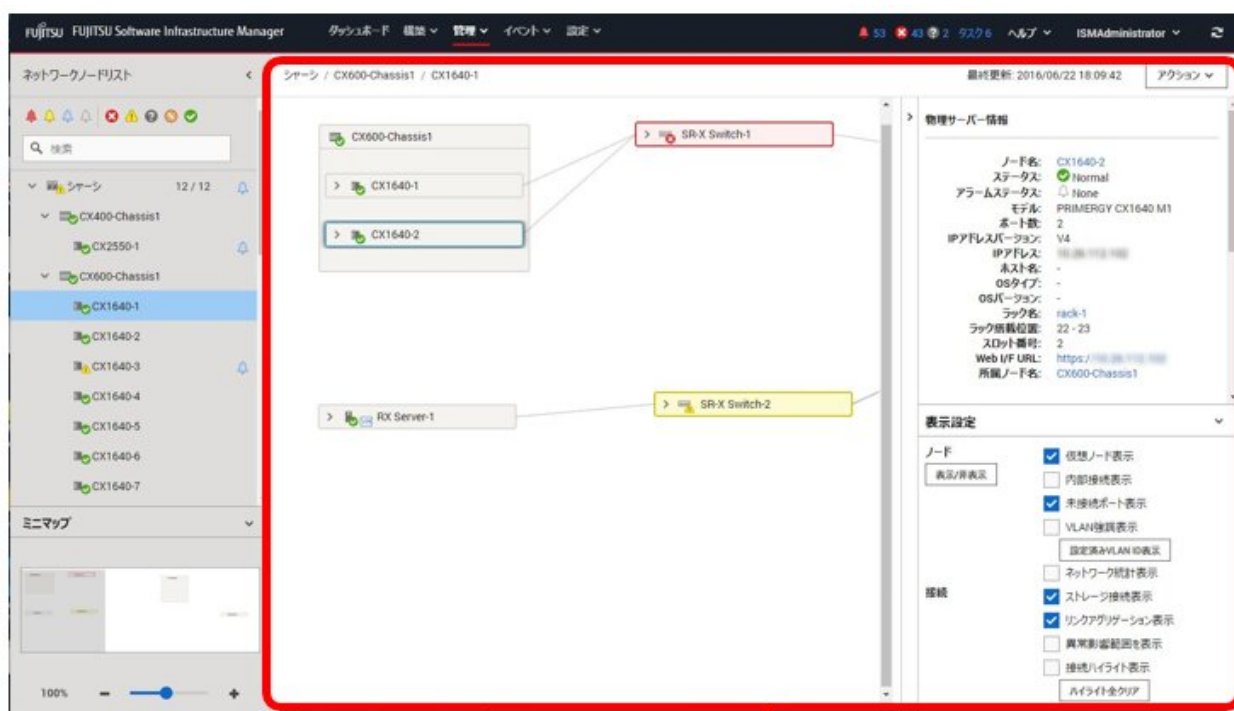 FUJITSU FUJITSU Software Infrastructure Manager ダッシュボード 構築 管理 イベント 設定 53 43 2 タスク 6 ヘルプ ISMAdministrator
ネットワークノードリスト
検索
シャーシ 12 / 12
CX400-Chassis1
CX2550-1
CX600-Chassis1
CX1640-1
CX1640-2
CX1640-3
CX1640-4
CX1640-5
CX1640-6
CX1640-7
ミニマップ
100%
シャーシ / CX600-Chassis1 / CX1640-1
最終更新: 2016/06/22 18:09:42 アクション
CX600-Chassis1
CX1640-1
CX1640-2
SR-X Switch-1
RX Server-1
SR-X Switch-2
物理サーバー情報
ノード名: CX1640-2
ステータス: Normal
アラームステータス: None
モデル: PRIMERGY CX1640 M1
ポート数: 2
IPアドレスバージョン: V4
IPアドレス:
ホスト名: -
OSタイプ: -
OSバージョン: -
ラック名: rack-1
ラック搭載位置: 22 - 23
スロット番号: 2
Web I/F URL: https:/
所属ノード名: CX600-Chassis1
表示設定
ノード
表示/非表示
仮想ノード表示
内部接続表示
未接続ポート表示
VLAN強調表示
設定済みVLAN ID表示
ネットワーク統計表示
接続
ストレージ接続表示
リンクアグリゲーション表示
異常影響範囲を表示
接続ハイライト表示
ハイライト全クリア